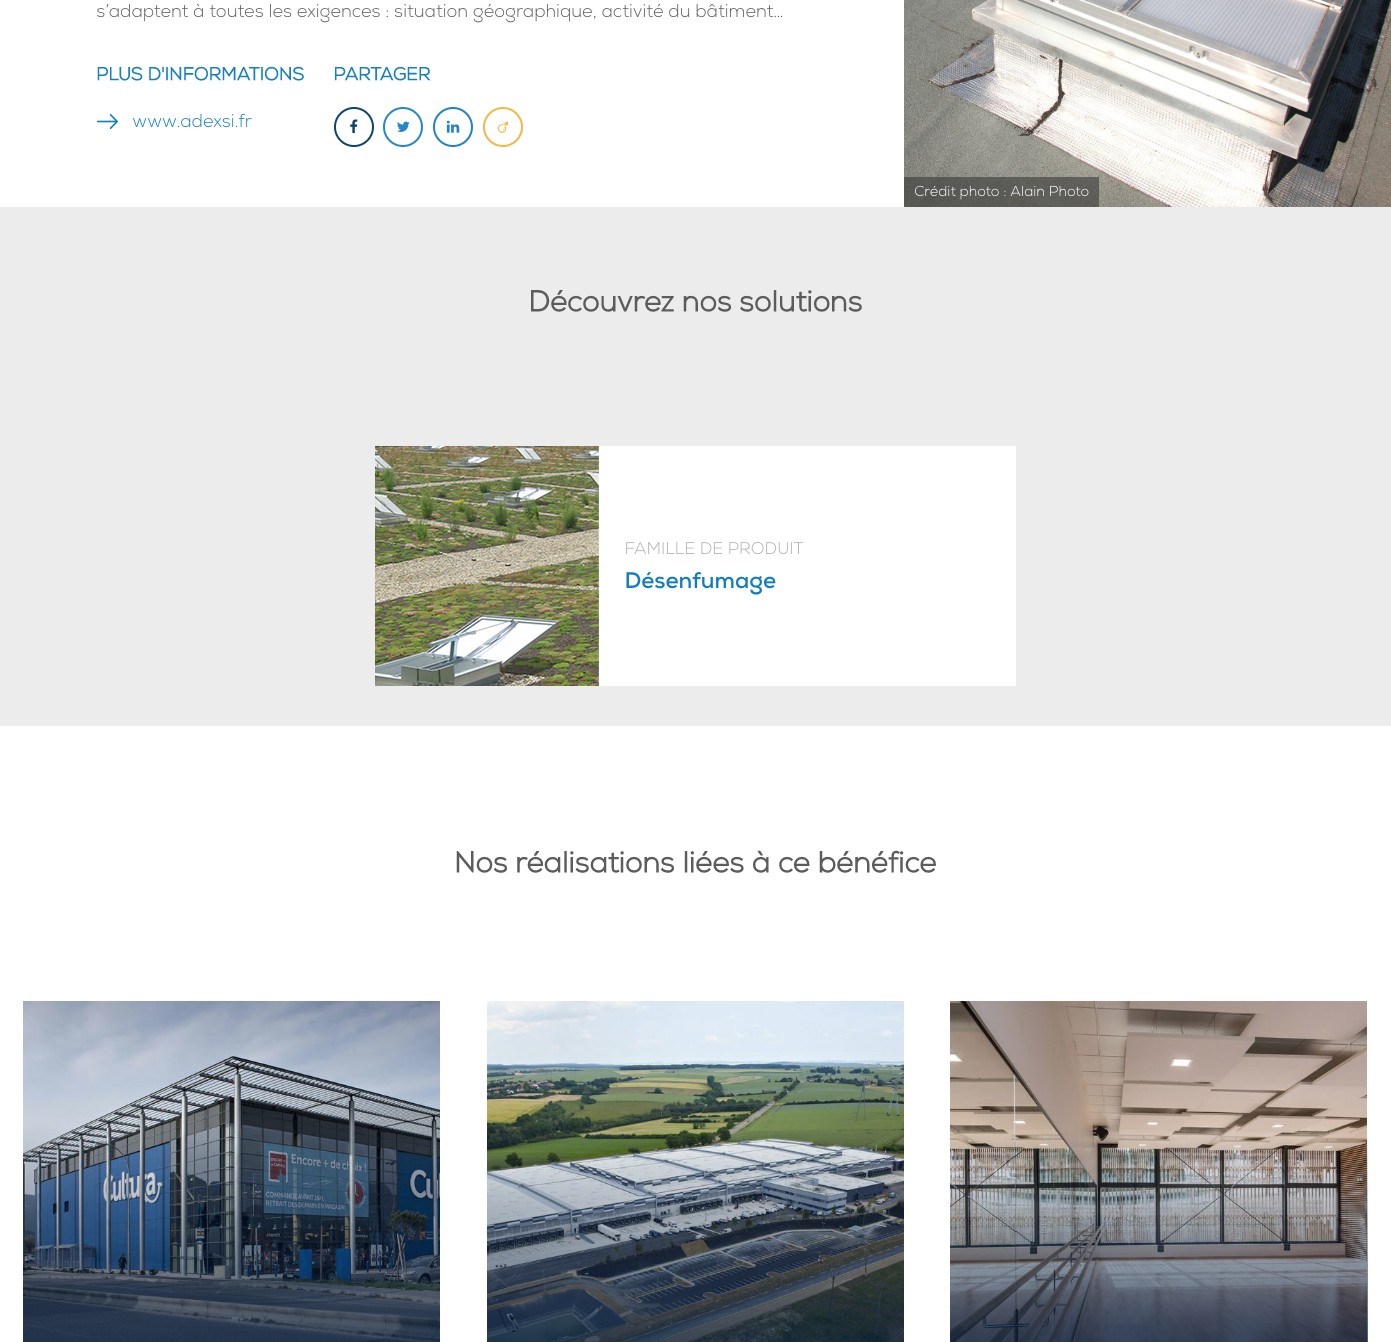 s’adaptent à toutes les exigences : situation géographique, activité du bâtiment...
PLUS D'INFORMATIONS
PARTAGER
www.adexsi.fr
Crédit photo : Alain Photo
Découvrez nos solutions
FAMILLE DE PRODUIT
Désenfumage
Nos réalisations liées à ce bénéfice
Cultura
Encore + de choix !
Cu